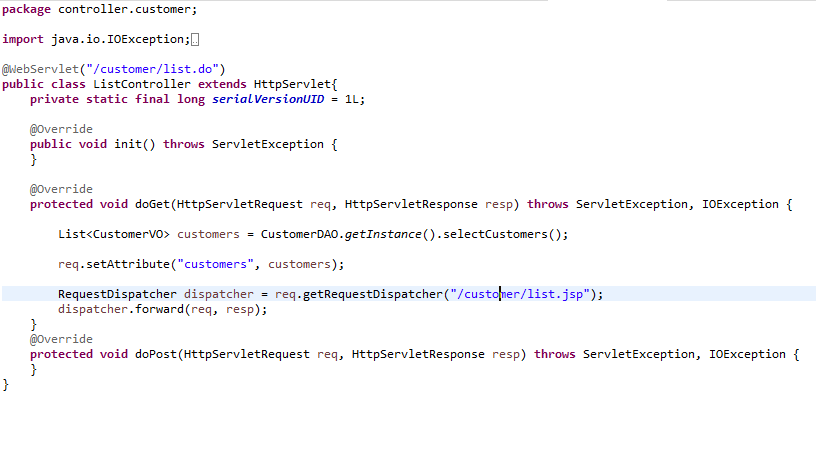 package controller.customer;
import java.io.IOException;
@WebServlet("/customer/list.do")
public class ListController extends HttpServlet{
private static final long serialVersionUID = 1L;
@Override
public void init() throws ServletException {
}
@Override
protected void doGet(HttpServletRequest req, HttpServletResponse resp) throws ServletException, IOException {
List<CustomerVO> customers = CustomerDAO.getInstance().selectCustomers();
req.setAttribute("customers", customers);
RequestDispatcher dispatcher = req.getRequestDispatcher("/customer/list.jsp");
dispatcher.forward(req, resp);
}
@Override
protected void doPost(HttpServletRequest req, HttpServletResponse resp) throws ServletException, IOException {
}
}